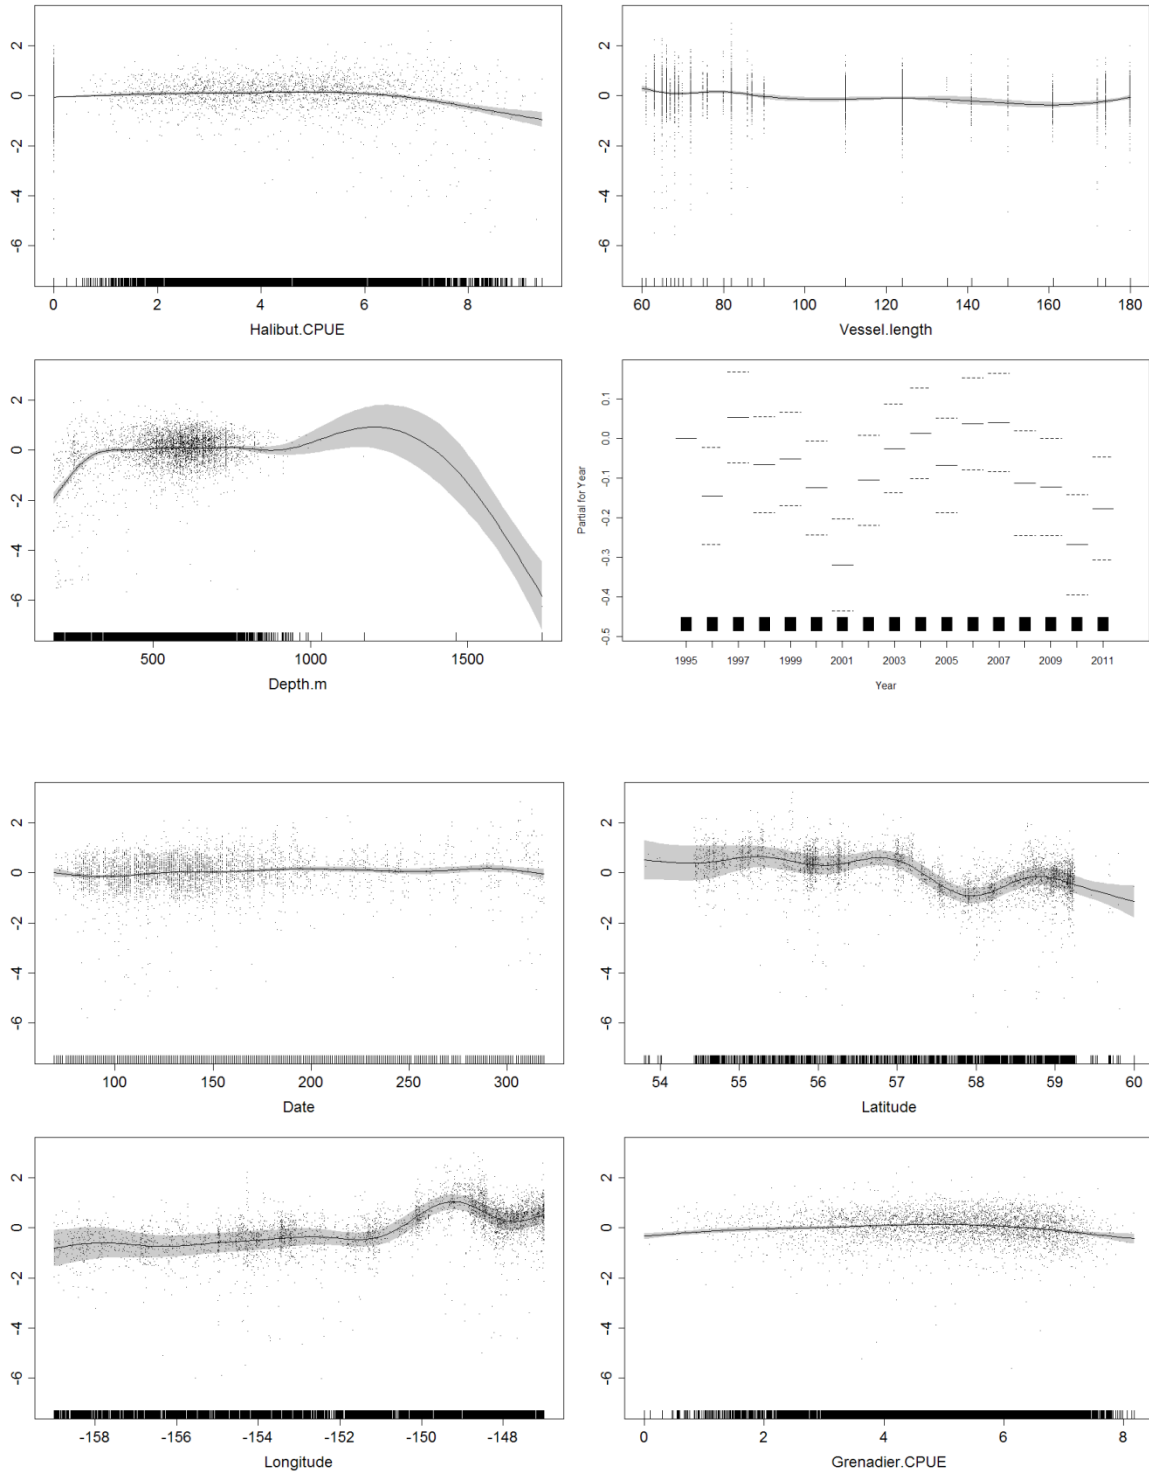 2
0
-2
-4
-6
0 2 4 6 8
Halibut.CPUE
2
0
-2
-4
-6
60 80 100 120 140 160 180
Vessel.length
2
0
-2
-4
-6
500 1000 1500
Depth.m
Partial for Year
0.1
0.0
-0.1
-0.2
-0.3
-0.4
-0.5
1995 1997 1999 2001 2003 2005 2007 2009 2011
Year
2
0
-2
-4
-6
100 150 200 250 300
Date
2
0
-2
-4
-6
54 55 56 57 58 59 60
Latitude
2
0
-2
-4
-6
-158 -156 -154 -152 -150 -148
Longitude
2
0
-2
-4
-6
0 2 4 6 8
Grenadier.CPUE